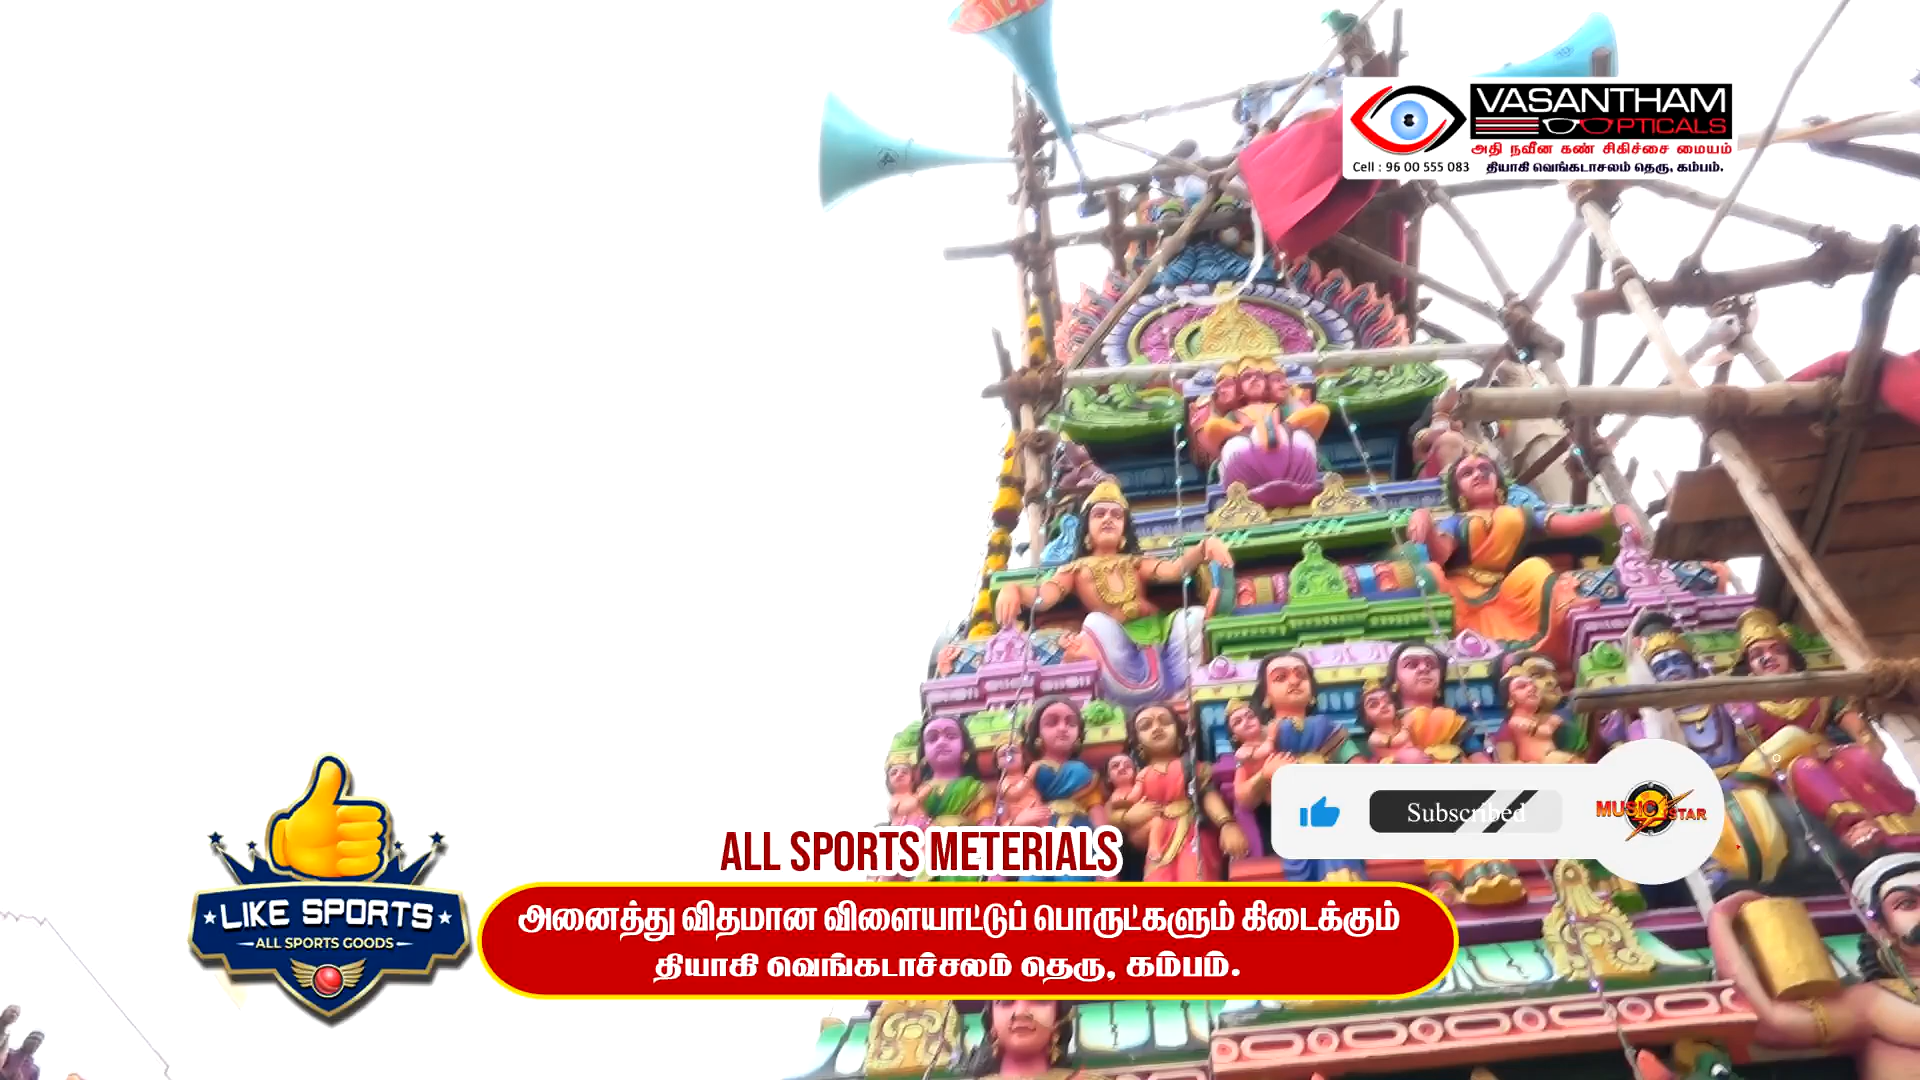 VASANTHAM
OPTICALS
அதி நவீன கண் சிகிச்சை மையம்
Cell : 96 00 555 083
தியாகி வெங்கடாசலம் தெரு, கம்பம்.
Subscribed
MUSIC STAR
LIKE SPORTS
ALL SPORTS GOODS
ALL SPORTS METERIALS
அனைத்து விதமான விளையாட்டுப் பொருட்களும் கிடைக்கும்
தியாகி வெங்கடாச்சலம் தெரு, கம்பம்.